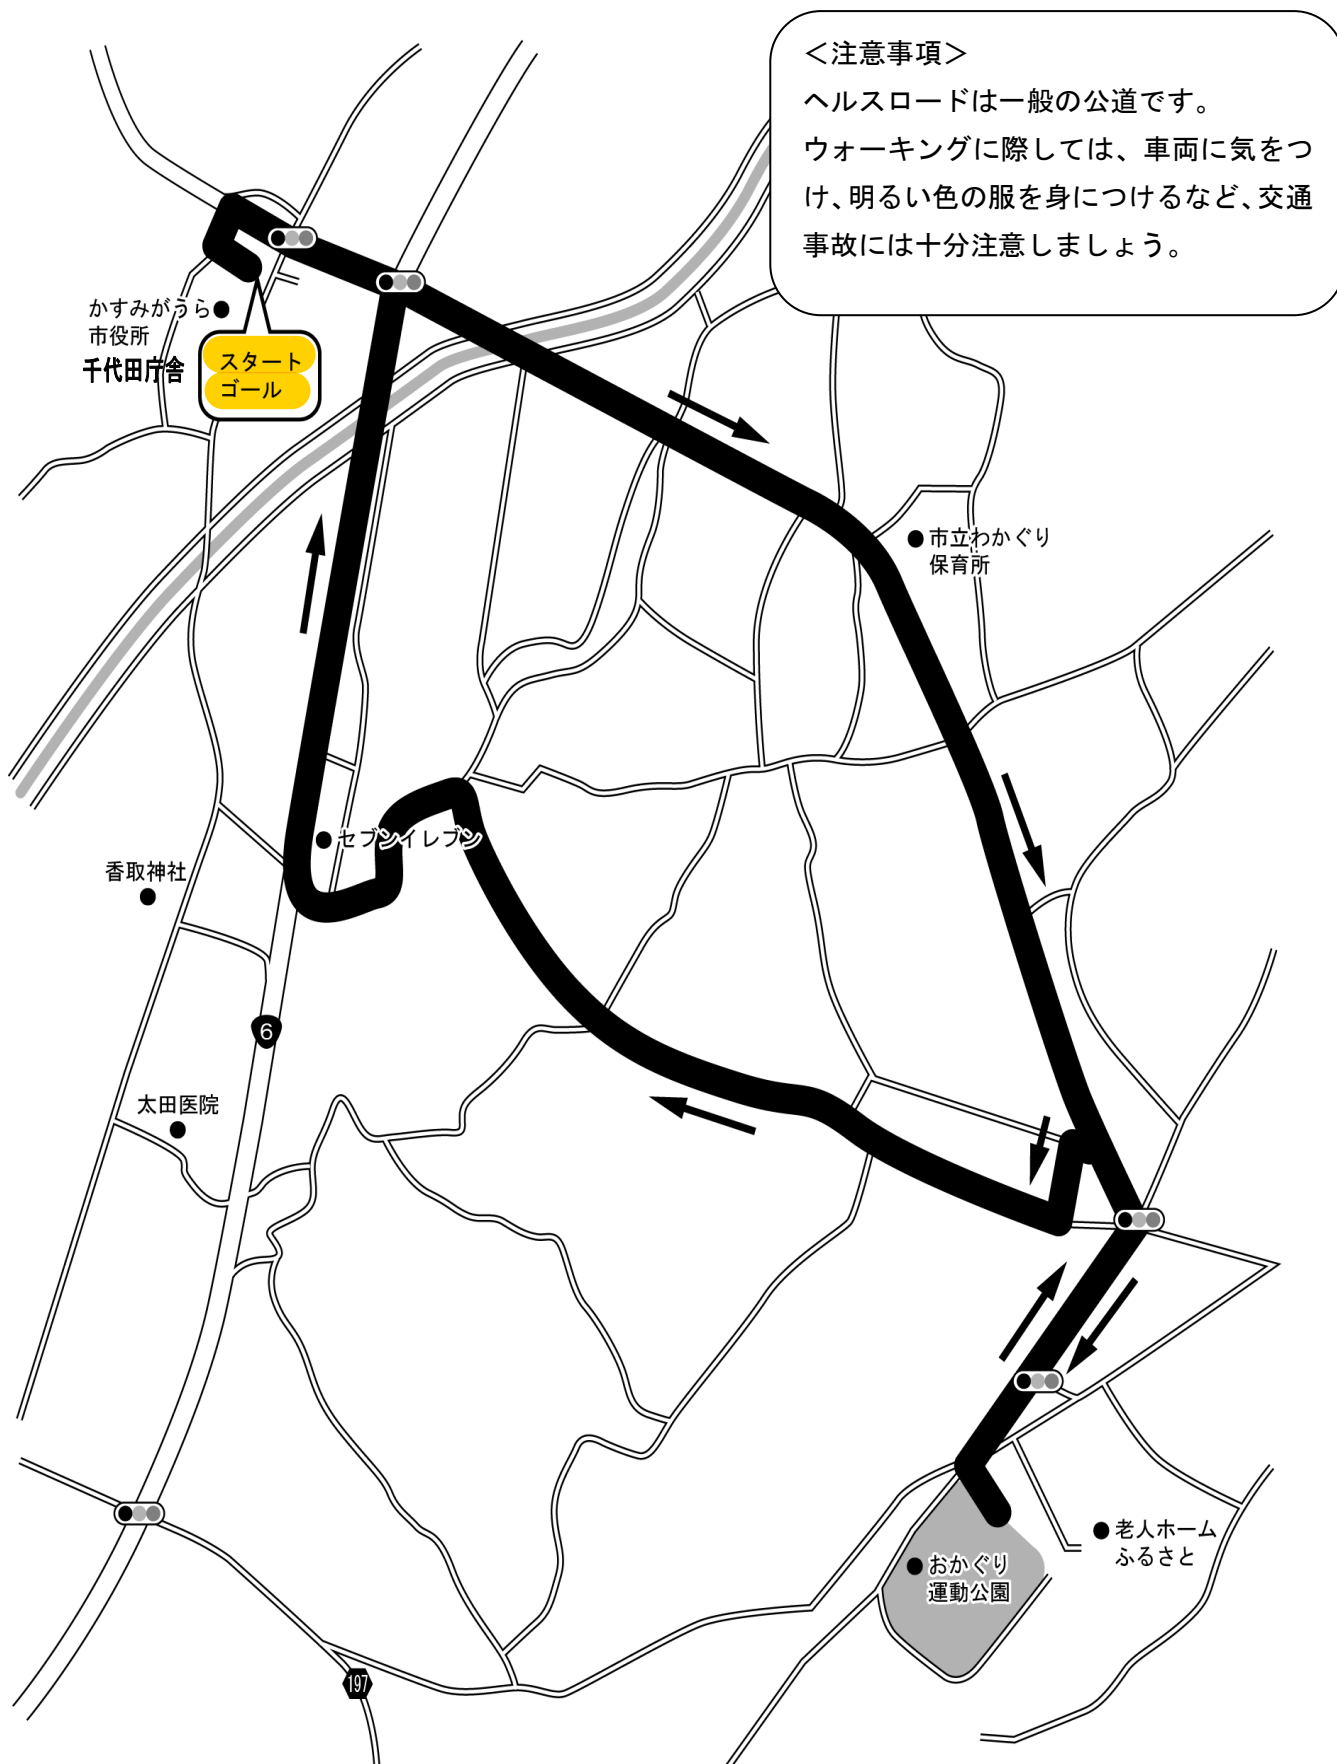 ＜注意事項＞
ヘルスロードは一般の公道です。
ウォーキングに際しては、車両に気をつ
け、明るい色の服を身につけるなど、交通
事故には十分注意しましょう。
かすみがうら
市役所
千代田庁舎
スタート
ゴール
市立わかぐり
保育所
セブンイレブン
香取神社
6
太田医院
老人ホーム
ふるさと
おかぐり
運動公園
197